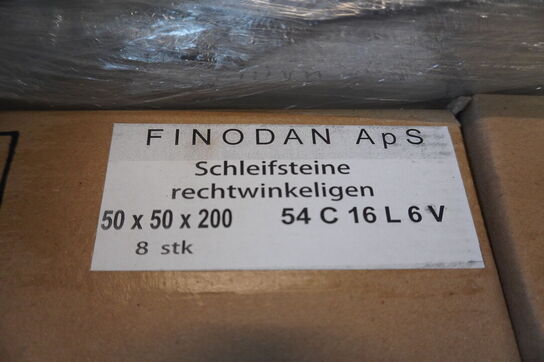 FINODAN ApS
Schleifsteine
rechtwinkeligen
50 x 50 x 200 54 C 16 L 6 V
8 stk